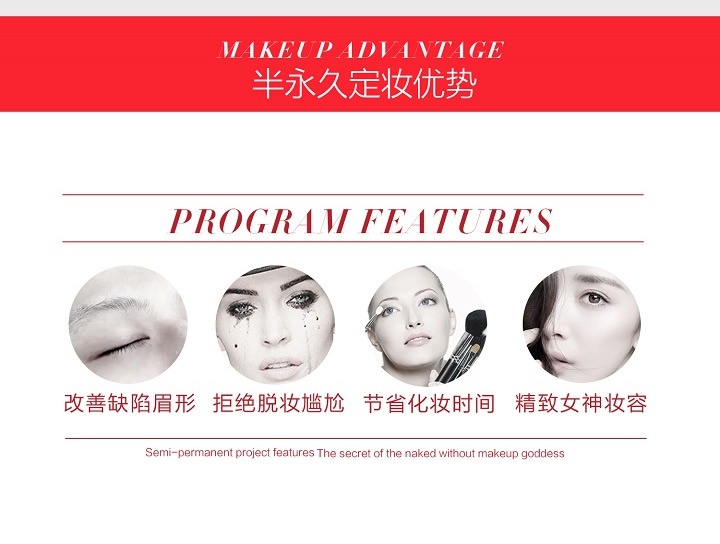 MAKEUP ADVANTAGE
半永久定妆优势
PROGRAM FEATURES
改善缺陷眉形 拒绝脱妆尴尬 节省化妆时间 精致女神妆容
Semi-permanent project features The secret of the naked without makeup goddess